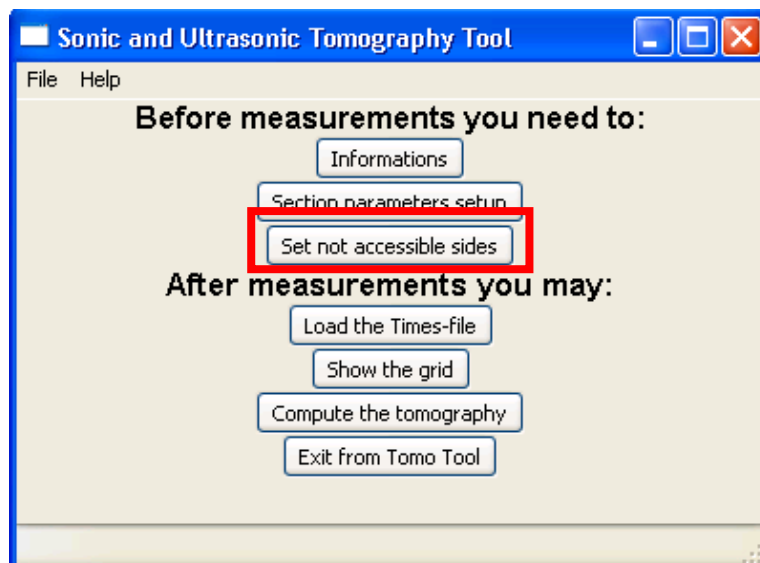 Sonic and Ultrasonic Tomography Tool
File Help
Before measurements you need to:
Informations
Section parameters setup
Set not accessible sides
After measurements you may:
Load the Times-file
Show the grid
Compute the tomography
Exit from Tomo Tool